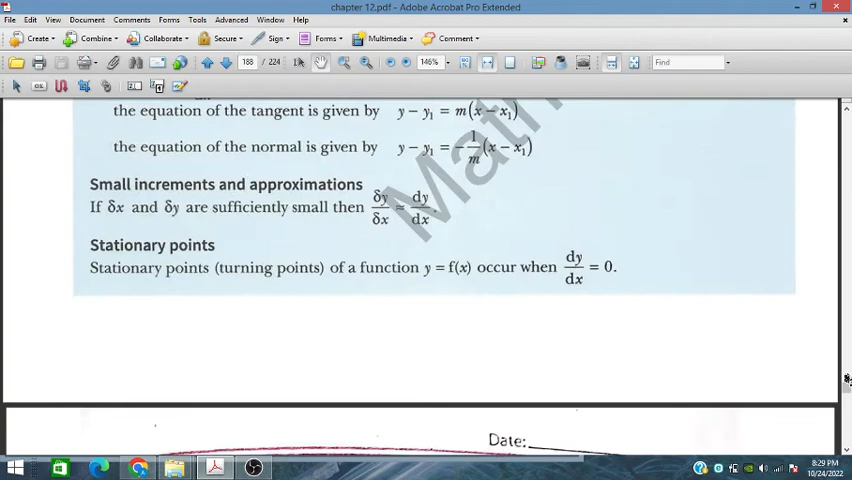 chapter 12.pdf - Adobe Acrobat Pro Extended
File Edit View Document Comments Forms Tools Advanced Window Help
Create Combine Collaborate Secure Sign Forms Multimedia Comment
188 / 224 146% Find
the equation of the tangent is given by y − y₁ = m(x − x₁)
the equation of the normal is given by y − y₁ = −1/m(x − x₁)
Small increments and approximations
If δx and δy are sufficiently small then δy/δx ≈ dy/dx.
Stationary points
Stationary points (turning points) of a function y = f(x) occur when dy/dx = 0.
Math
Date:
8:29 PM
10/24/2022